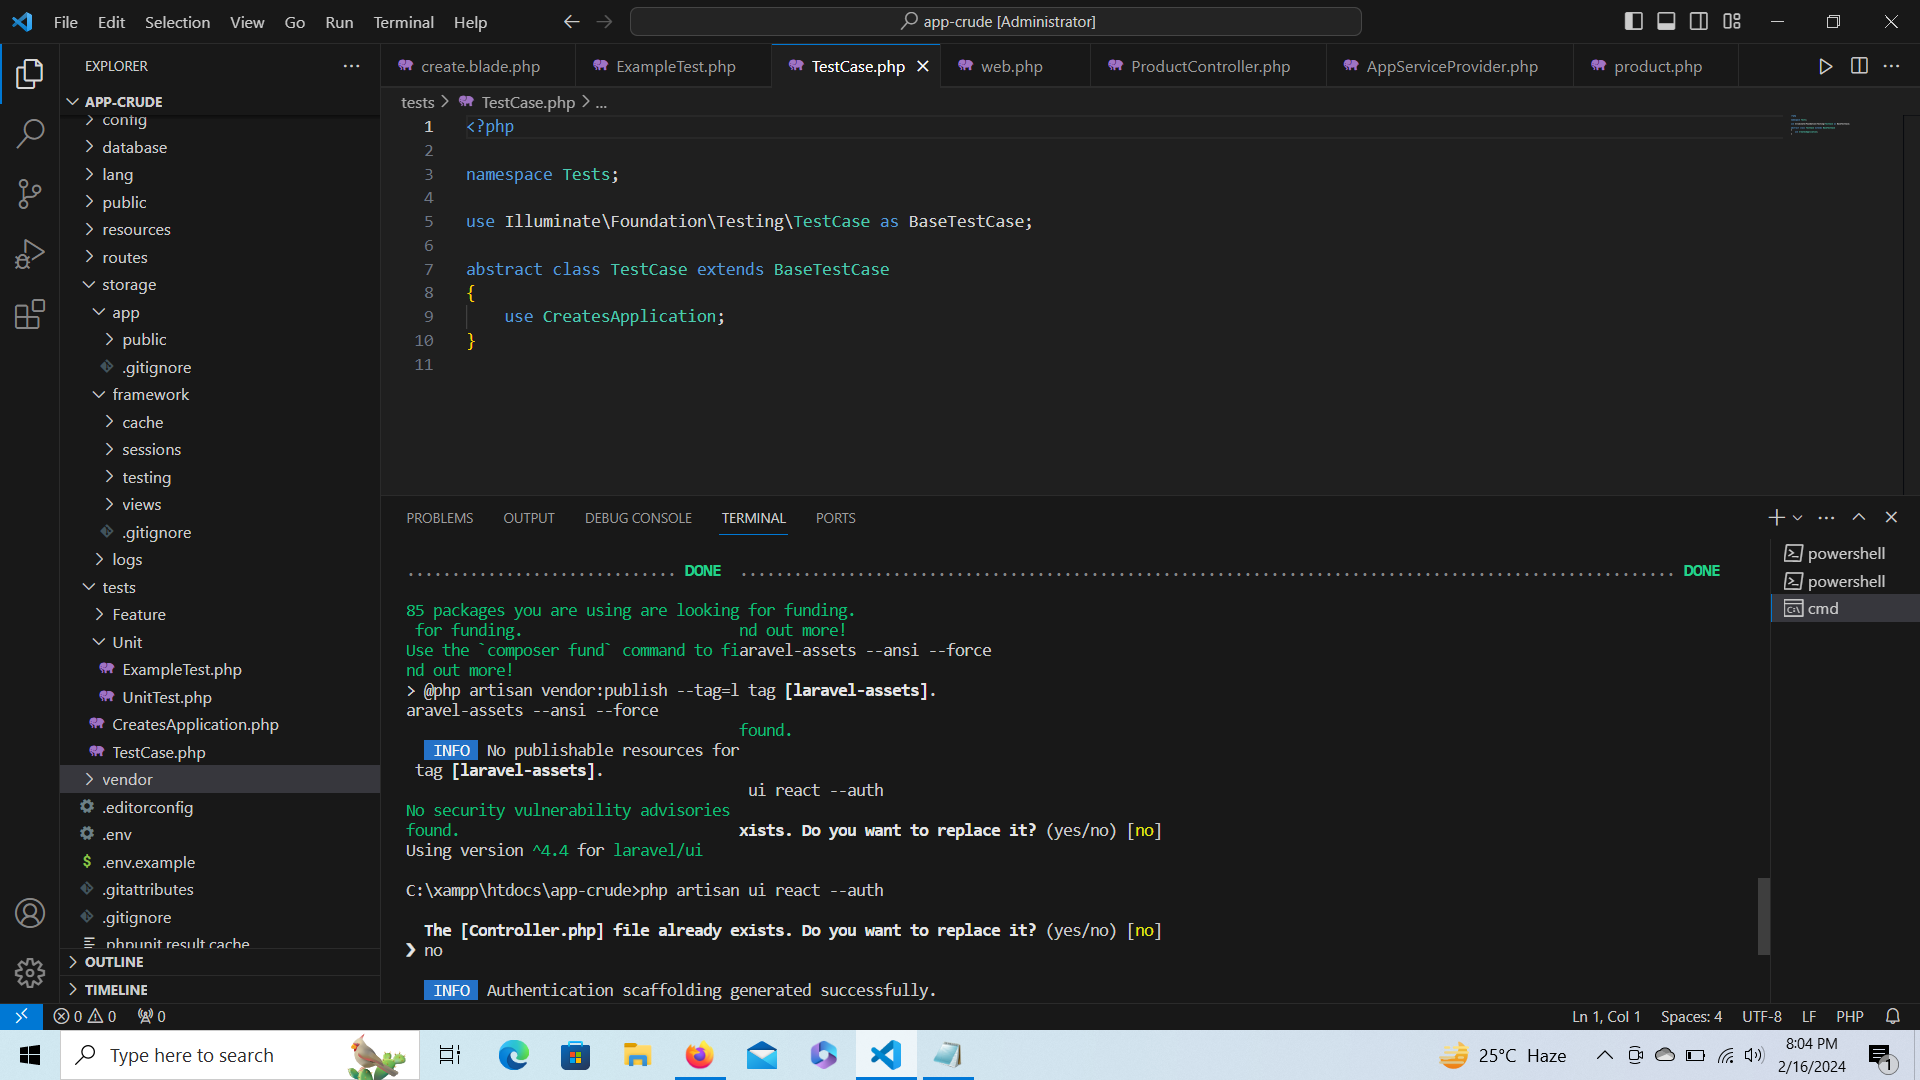 File Edit Selection View Go Run Terminal Help
app-crude [Administrator]
EXPLORER
APP-CRUDE
config
database
lang
public
resources
routes
storage
app
public
.gitignore
framework
cache
sessions
testing
views
.gitignore
logs
tests
Feature
Unit
ExampleTest.php
UnitTest.php
CreatesApplication.php
TestCase.php
vendor
.editorconfig
.env
.env.example
.gitattributes
.gitignore
.phpunit.result.cache
OUTLINE
TIMELINE
create.blade.php
ExampleTest.php
TestCase.php
web.php
ProductController.php
AppServiceProvider.php
product.php
tests > TestCase.php > ...
1 <?php
2
3 namespace Tests;
4
5 use Illuminate\Foundation\Testing\TestCase as BaseTestCase;
6
7 abstract class TestCase extends BaseTestCase
8 {
9 use CreatesApplication;
10 }
11
PROBLEMS OUTPUT DEBUG CONSOLE TERMINAL PORTS
.............................. DONE ........................................................................................................ DONE
85 packages you are using are looking for funding.
for funding. nd out more!
Use the `composer fund` command to fiaravel-assets --ansi --force
nd out more!
> @php artisan vendor:publish --tag=l tag [laravel-assets].
aravel-assets --ansi --force
found.
INFO No publishable resources for
tag [laravel-assets].
ui react --auth
No security vulnerability advisories
found. xists. Do you want to replace it? (yes/no) [no]
Using version ^4.4 for laravel/ui
C:\xampp\htdocs\app-crude>php artisan ui react --auth
The [Controller.php] file already exists. Do you want to replace it? (yes/no) [no]
❯ no
INFO Authentication scaffolding generated successfully.
powershell
powershell
cmd
0 0 0
Ln 1, Col 1 Spaces: 4 UTF-8 LF PHP
Type here to search
25°C Haze
8:04 PM
2/16/2024
1